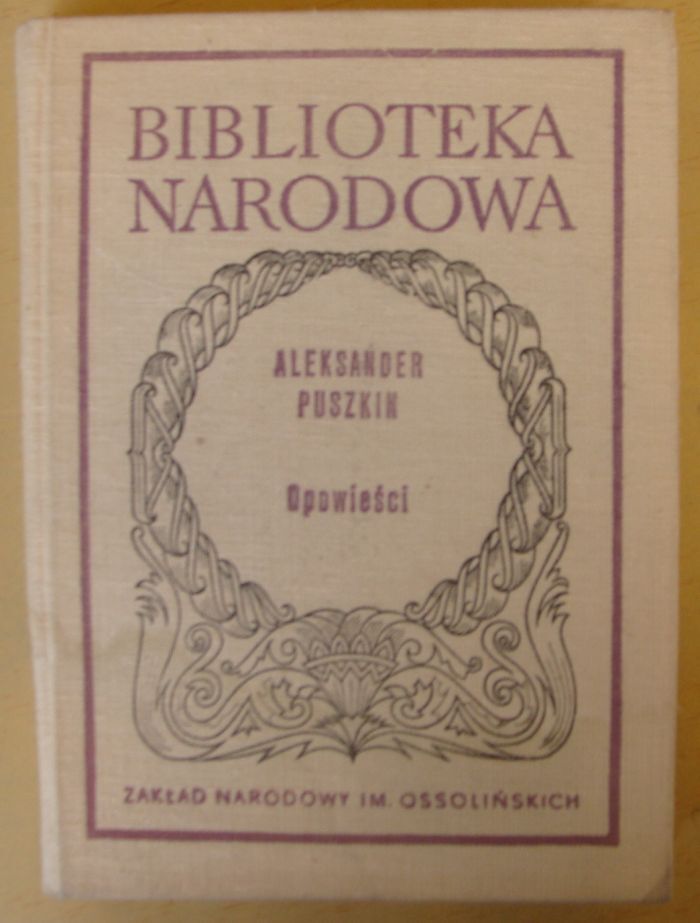 BIBLIOTEKA
NARODOWA
ALEKSANDER
PUSZKIN
Opowieści
ZAKŁAD NARODOWY IM. OSSOLIŃSKICH